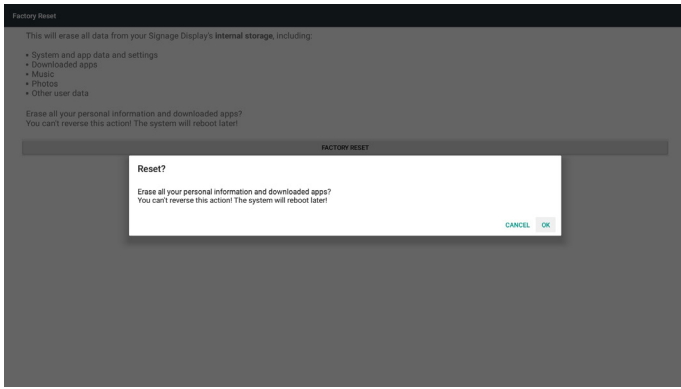 Factory Reset
This will erase all data from your Signage Display's internal storage, including:
• System and app data and settings
• Downloaded apps
• Music
• Photos
• Other user data
Erase all your personal information and downloaded apps?
You can't reverse this action! The system will reboot later!
FACTORY RESET
Reset?
Erase all your personal information and downloaded apps?
You can't reverse this action! The system will reboot later!
CANCEL OK